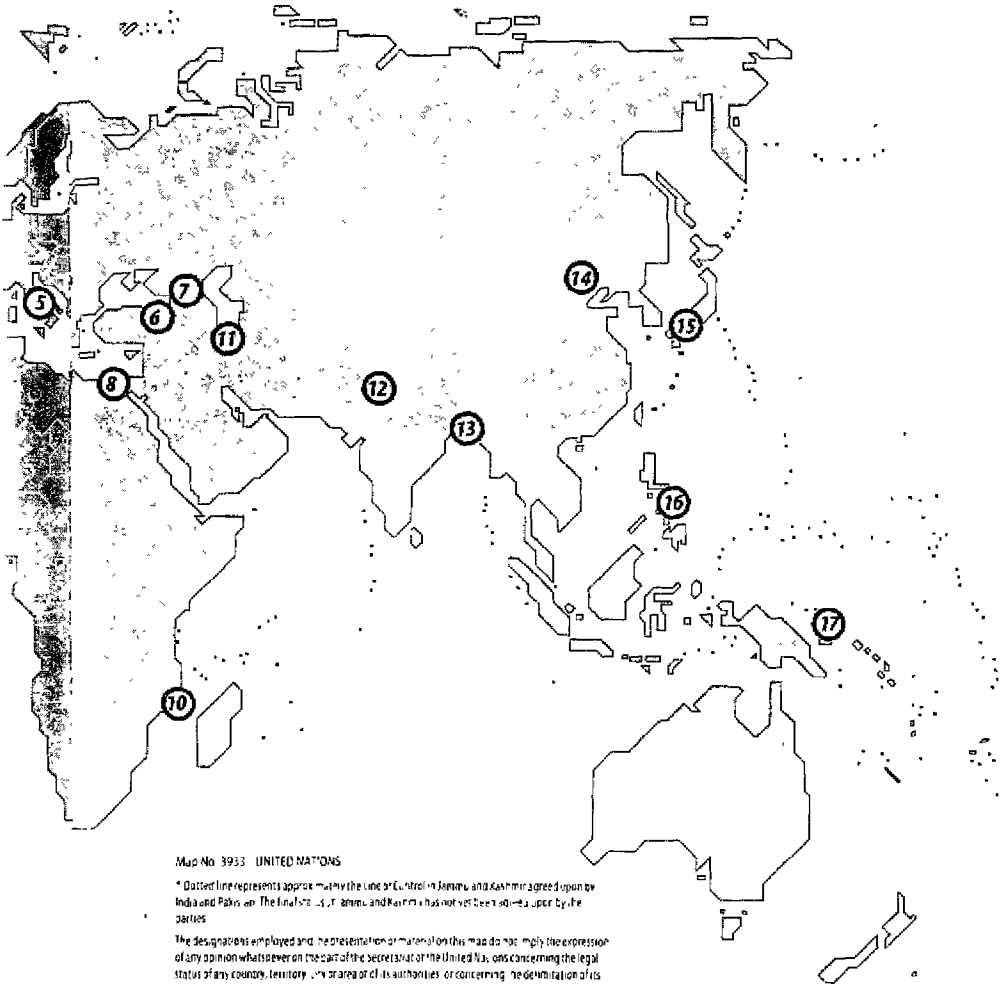 14
7
5
6
15
11
8
12
13
16
17
10
Map No 3933 UNITED NATIONS
* Dotted line represents approximately the Line of Control in Jammu and Kashmir agreed upon by
India and Pakistan The final status of Jammu and Kashmir has not yet been agreed upon by the
parties
The designations employed and the presentation of material on this map do not imply the expression
of any opinion whatsoever on the part of the Secretariat of the United Nations concerning the legal
status of any country, territory city or area or of its authorities or concerning the delimitation of its